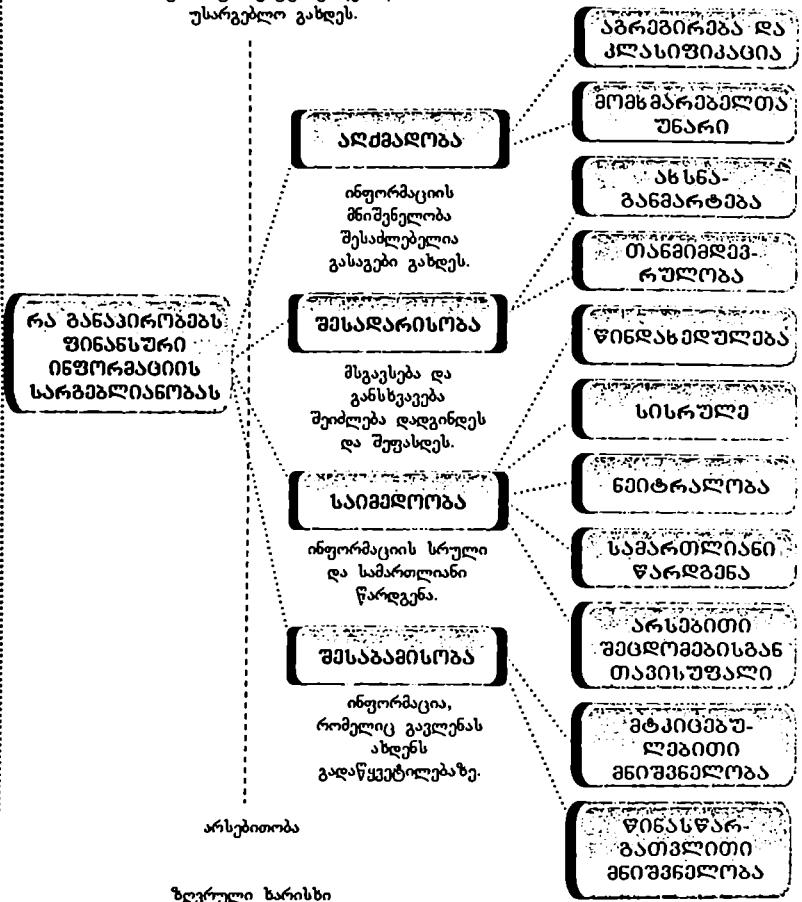 უსარგებლო გახდეს.
რა განაპირობებს
ფინანსური
ინფორმაციის
სარგებლიანობას
აღქმადობა
ინფორმაციის
მნიშვნელობა
შესაძლებელია
გასაგები გახდეს.
შესადარისობა
მსგავსება და
განსხვავება
შეიძლება დადგინდეს
და შეფასდეს.
საიმედოობა
ინფორმაციის სრული
და სამართლიანი
წარდგენა.
შესაბამისობა
ინფორმაცია,
რომელიც გავლენას
ახდენს
გადაწყვეტილებაზე.
აგრეგირება და
კლასიფიკაცია
მომხმარებელთა
უნარი
ახსნა-
განმარტება
თანმიმდევ-
რულობა
წინდახედულება
სისრულე
ნეიტრალობა
სამართლიანი
წარდგენა
არსებითი
შეცდომებისგან
თავისუფალი
მტკიცებუ-
ლებითი
მნიშვნელობა
წინასწარ-
გათვლითი
მნიშვნელობა
არსებითობა
ზღვრული ხარისხი